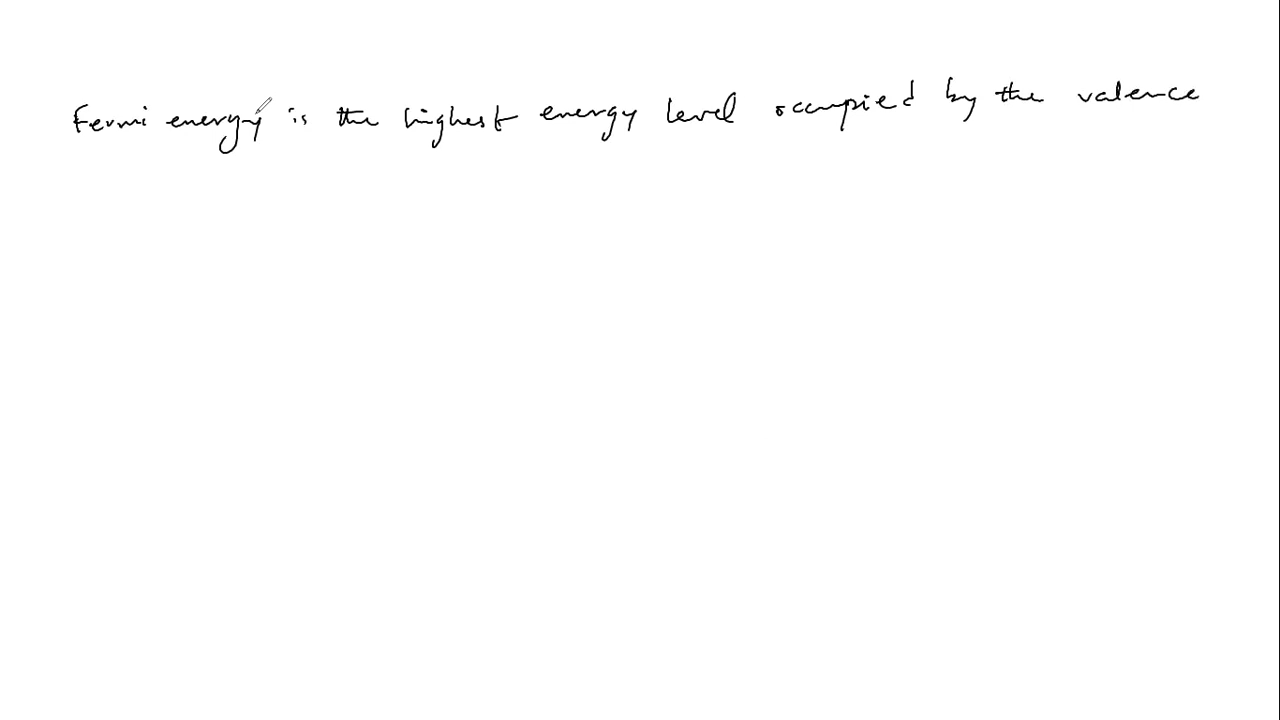 Fermi energy is the highest energy level occupied by the valence